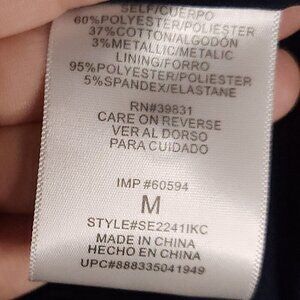 SELF/CUERPO
60%POLYESTER/POLIESTER
37%COTTON/ALGODÓN
3%METALLIC/METALIC
LINING/FORRO
95%POLYESTER/POLIESTER
5%SPANDEX/ELASTANE
RN#39831
CARE ON REVERSE
VER AL DORSO
PARA CUIDADO
IMP #60594
M
STYLE#SE2241IKC
MADE IN CHINA
HECHO EN CHINA
UPC#888335041949